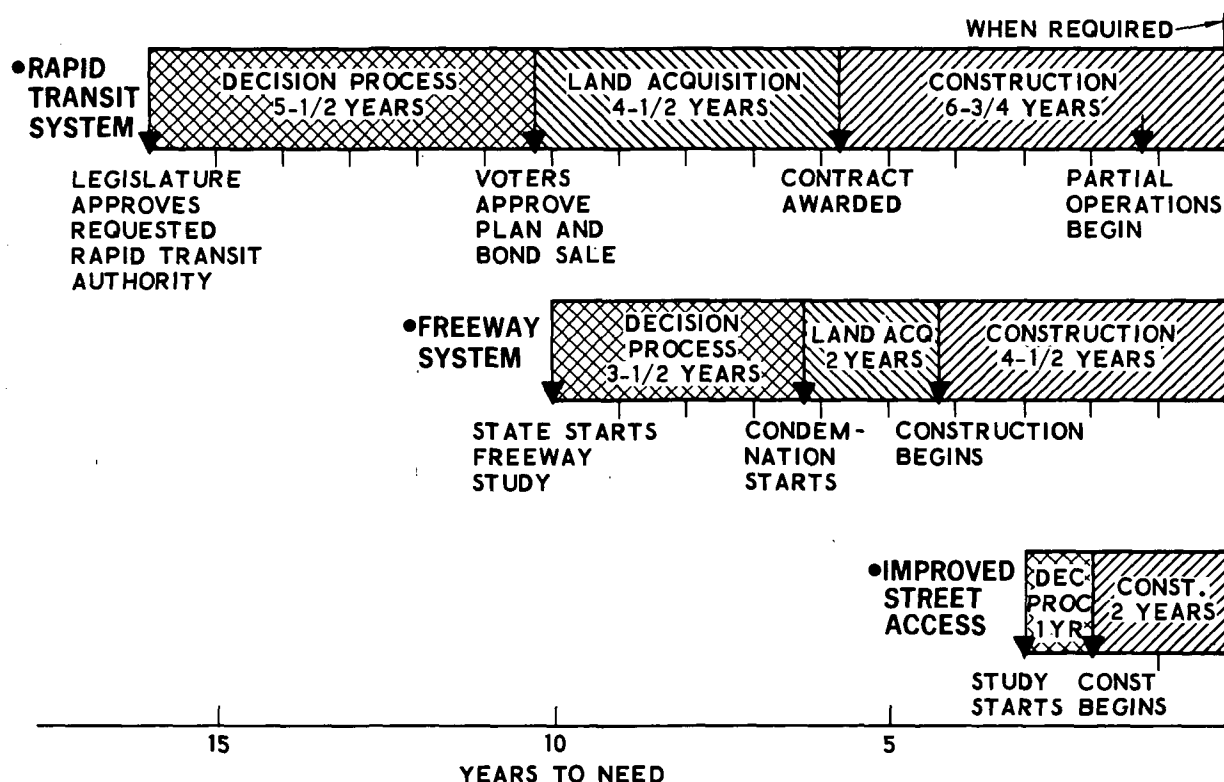 WHEN REQUIRED
•RAPID
TRANSIT
SYSTEM
DECISION PROCESS
5-1/2 YEARS
LAND ACQUISITION
4-1/2 YEARS
CONSTRUCTION
6-3/4 YEARS
LEGISLATURE
APPROVES
REQUESTED
RAPID TRANSIT
AUTHORITY
VOTERS
APPROVE
PLAN AND
BOND SALE
CONTRACT
AWARDED
PARTIAL
OPERATIONS
BEGIN
•FREEWAY
SYSTEM
DECISION
PROCESS
3-1/2 YEARS
LAND ACQ
2 YEARS
CONSTRUCTION
4-1/2 YEARS
STATE STARTS
FREEWAY
STUDY
CONDEM-
NATION
STARTS
CONSTRUCTION
BEGINS
•IMPROVED
STREET
ACCESS
DEC
PROC
1 YR
CONST.
2 YEARS
STUDY
STARTS
CONST
BEGINS
15 10 5
YEARS TO NEED